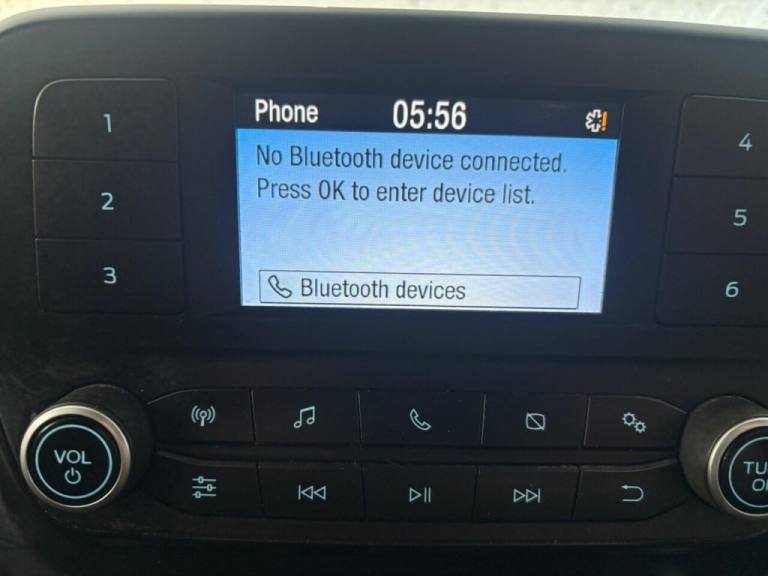 Phone 05:56
No Bluetooth device connected.
Press OK to enter device list.
Bluetooth devices
1
2
3
4
5
6
VOL
TU